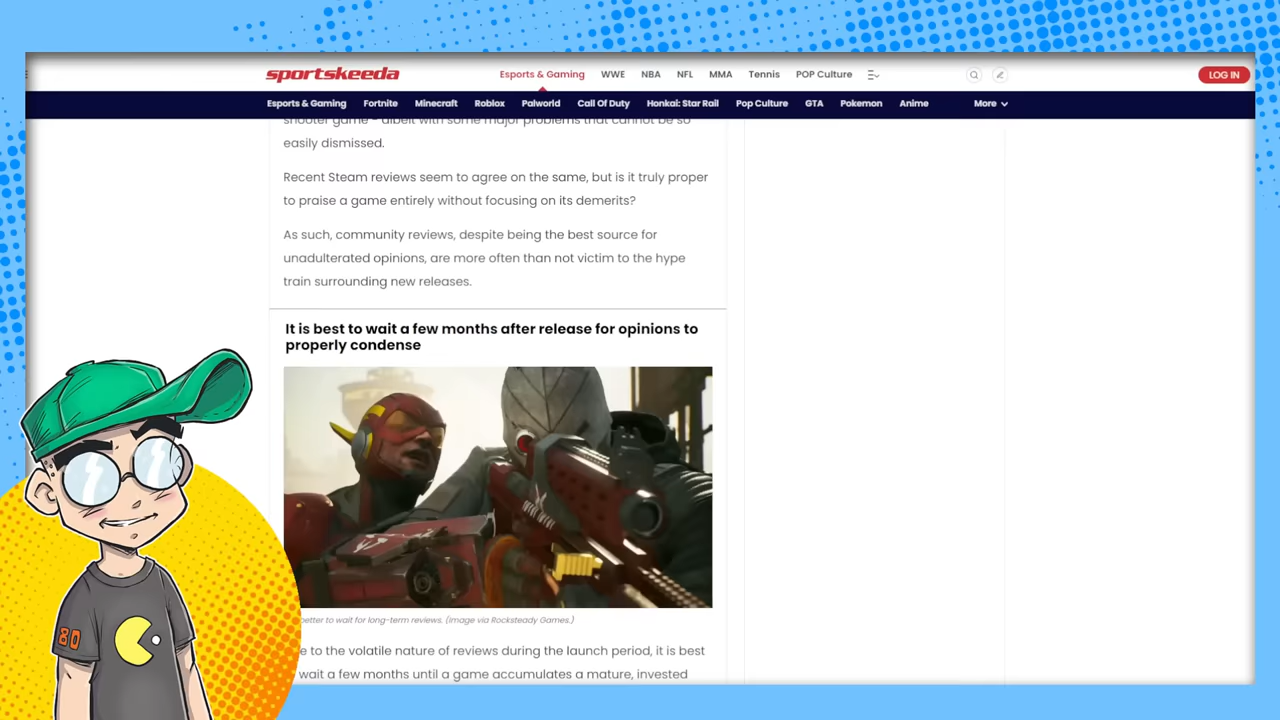 sportskeeda
Esports & Gaming WWE NBA NFL MMA Tennis POP Culture
LOG IN
Esports & Gaming Fortnite Minecraft Roblox Palworld Call Of Duty Honkai: Star Rail Pop Culture GTA Pokemon Anime More
shooter game - albeit with some major problems that cannot be so
easily dismissed.
Recent Steam reviews seem to agree on the same, but is it truly proper
to praise a game entirely without focusing on its demerits?
As such, community reviews, despite being the best source for
unadulterated opinions, are more often than not victim to the hype
train surrounding new releases.
It is best to wait a few months after release for opinions to
properly condense
better to wait for long-term reviews. (Image via Rocksteady Games.)
to the volatile nature of reviews during the launch period, it is best
wait a few months until a game accumulates a mature, invested
80